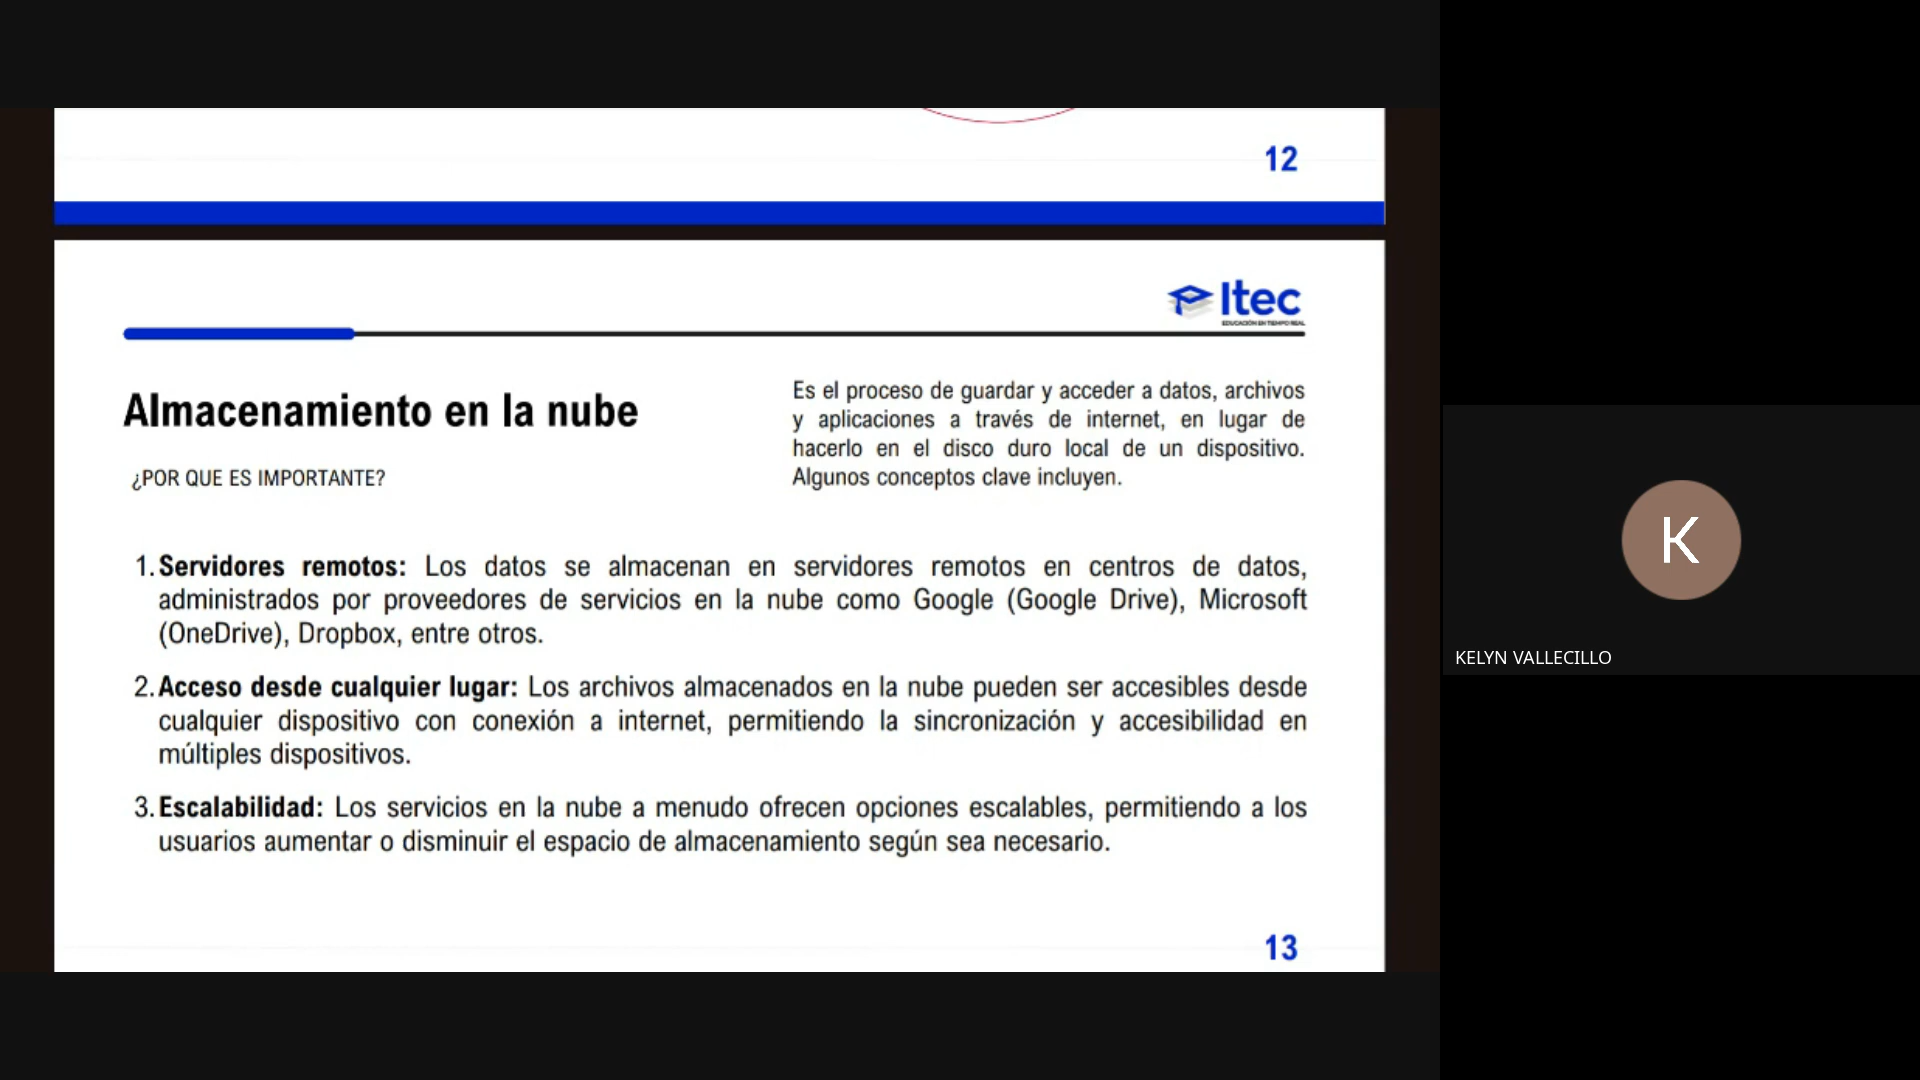 12
Itec
EDUCACIÓN EN TIEMPO REAL
Almacenamiento en la nube
¿POR QUE ES IMPORTANTE?
Es el proceso de guardar y acceder a datos, archivos
y aplicaciones a través de internet, en lugar de
hacerlo en el disco duro local de un dispositivo.
Algunos conceptos clave incluyen.
1. Servidores remotos: Los datos se almacenan en servidores remotos en centros de datos,
administrados por proveedores de servicios en la nube como Google (Google Drive), Microsoft
(OneDrive), Dropbox, entre otros.
2. Acceso desde cualquier lugar: Los archivos almacenados en la nube pueden ser accesibles desde
cualquier dispositivo con conexión a internet, permitiendo la sincronización y accesibilidad en
múltiples dispositivos.
3. Escalabilidad: Los servicios en la nube a menudo ofrecen opciones escalables, permitiendo a los
usuarios aumentar o disminuir el espacio de almacenamiento según sea necesario.
13
K
KELYN VALLECILLO